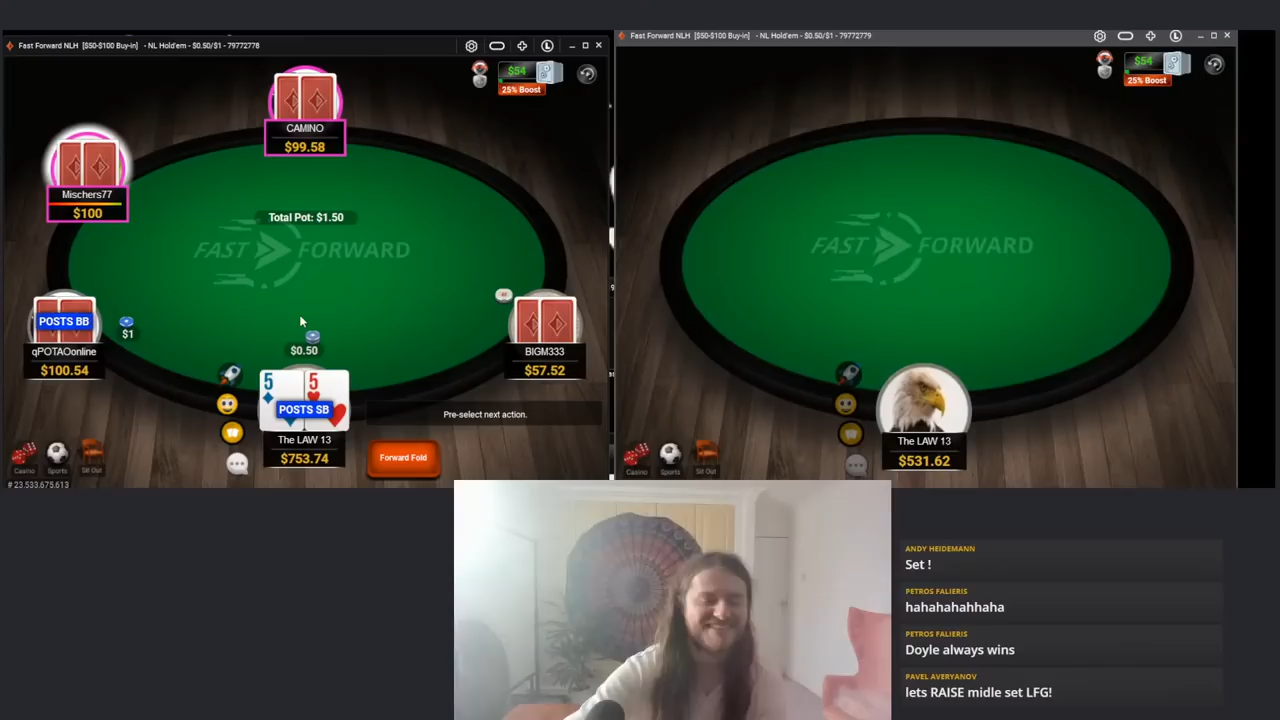 Fast Forward NLH [$50-$100 Buy-in] - NL Hold'em - $0.50/$1 - 79772778
$54
25% Boost
CAMINO
$99.58
Mischers77
$100
Total Pot: $1.50
FAST FORWARD
POSTS BB
$1
qPOTAOonline
$100.54
$0.50
BIGM333
$57.52
5 5
POSTS SB
Pre-select next action.
The LAW 13
$753.74
Forward Fold
Casino Sports Sit Out
# 23,533,675,613
Fast Forward NLH [$50-$100 Buy-in] - NL Hold'em - $0.50/$1 - 79772779
$54
25% Boost
FAST FORWARD
The LAW 13
$531.62
Casino Sports Sit Out
ANDY HEIDEMANN
Set !
PETROS FALIERIS
hahahahahhaha
PETROS FALIERIS
Doyle always wins
PAVEL AVERYANOV
lets RAISE midle set LFG!